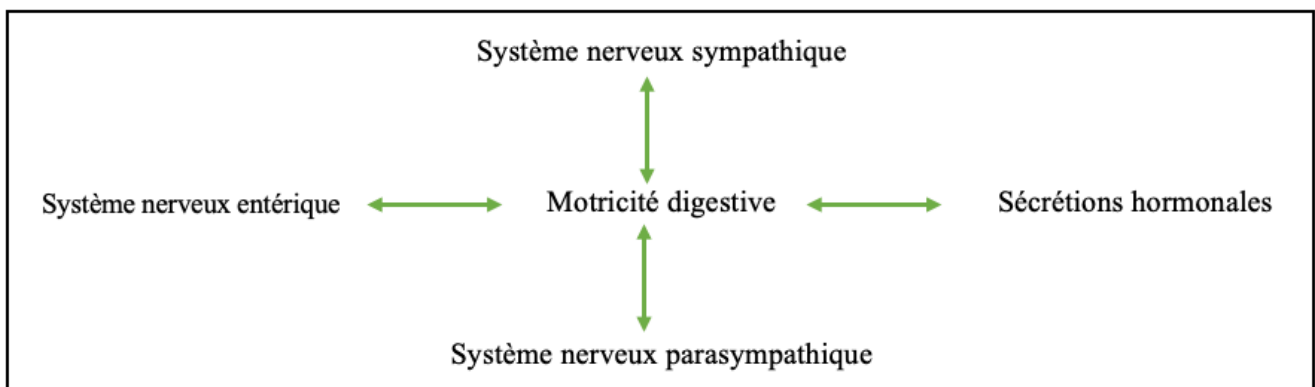 Système nerveux sympathique
Système nerveux entérique
Motricité digestive
Sécrétions hormonales
Système nerveux parasympathique